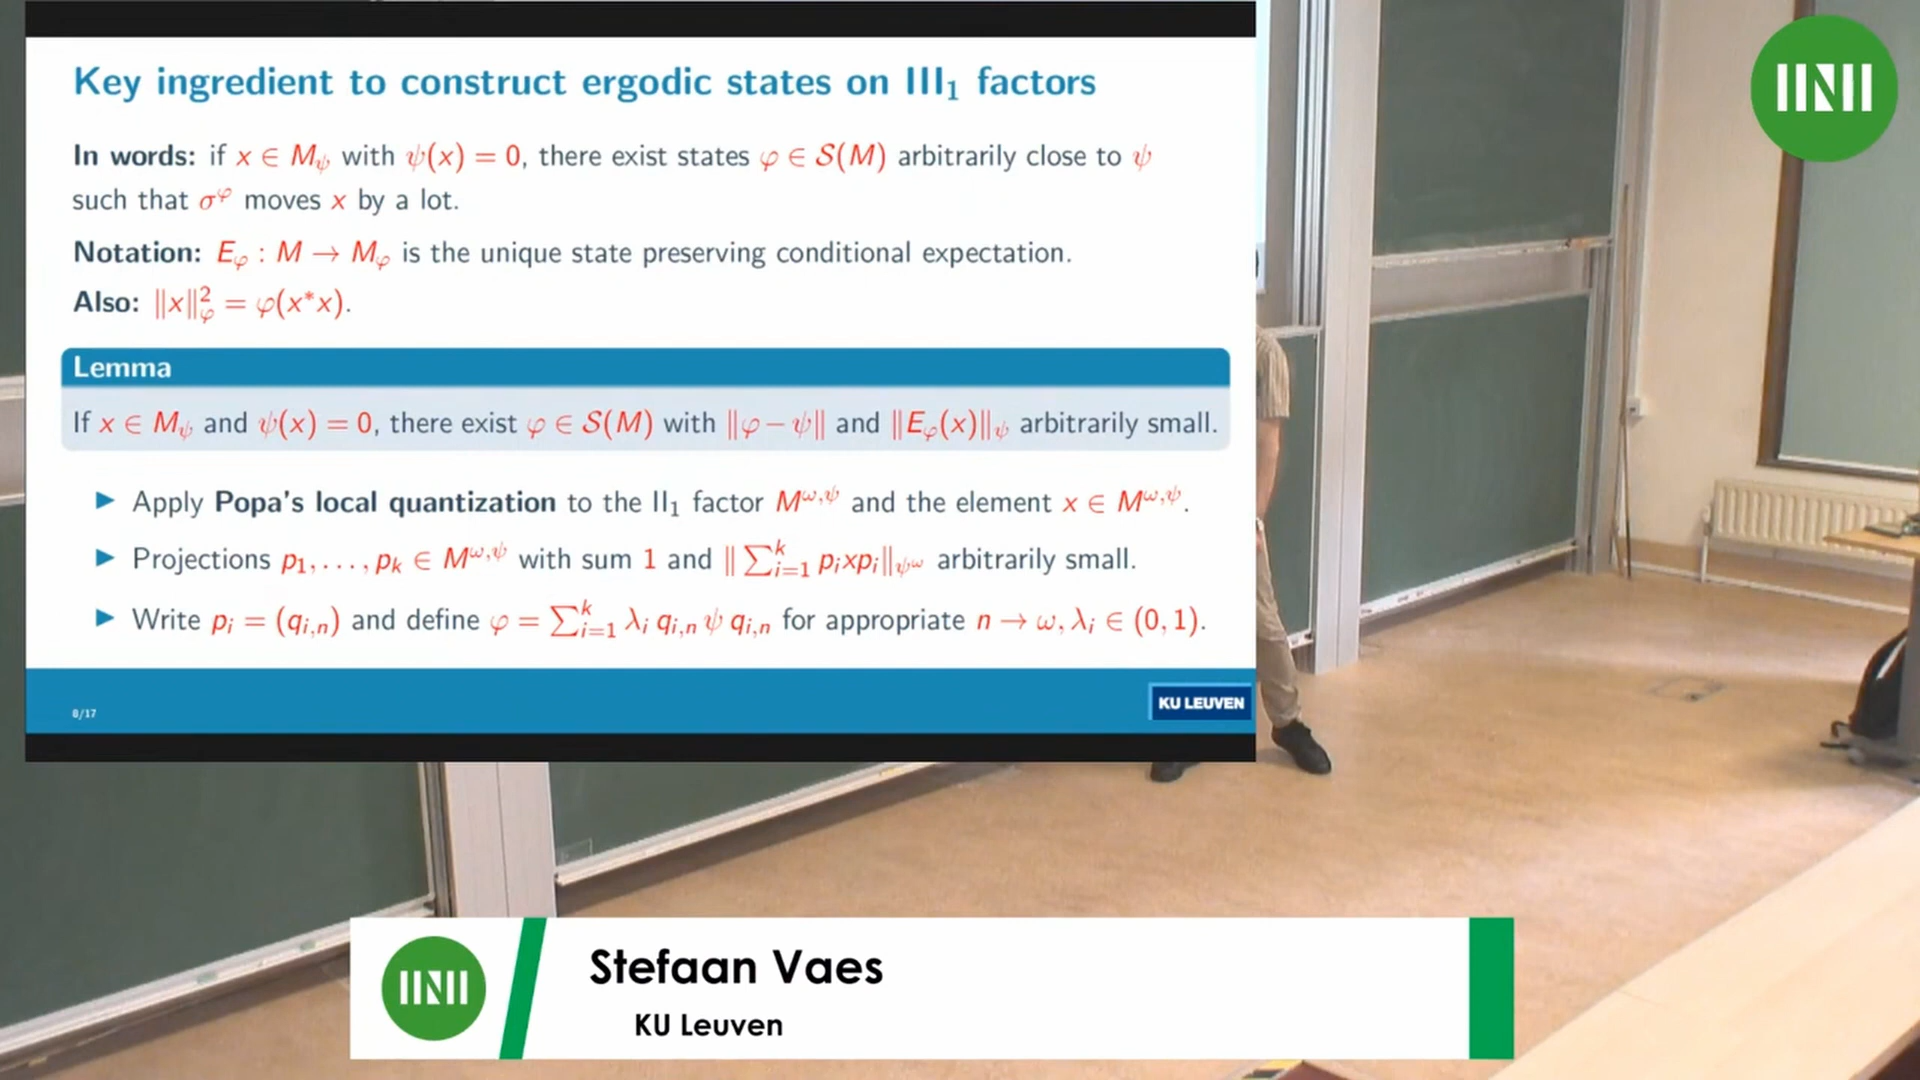 Key ingredient to construct ergodic states on III₁ factors
In words: if x ∈ M_ψ with ψ(x) = 0, there exist states φ ∈ 𝒮(M) arbitrarily close to ψ
such that σ^φ moves x by a lot.
Notation: E_φ : M → M_φ is the unique state preserving conditional expectation.
Also: ‖x‖²_φ = φ(x*x).
Lemma
If x ∈ M_ψ and ψ(x) = 0, there exist φ ∈ 𝒮(M) with ‖φ − ψ‖ and ‖E_φ(x)‖_ψ arbitrarily small.
▶ Apply Popa's local quantization to the II₁ factor M^{ω,ψ} and the element x ∈ M^{ω,ψ}.
▶ Projections p₁, …, p_k ∈ M^{ω,ψ} with sum 1 and ‖∑_{i=1}^k p_i x p_i‖_{ψ^ω} arbitrarily small.
▶ Write p_i = (q_{i,n}) and define φ = ∑_{i=1}^k λ_i q_{i,n} ψ q_{i,n} for appropriate n → ω, λ_i ∈ (0, 1).
8/17
KU LEUVEN
Stefaan Vaes
KU Leuven